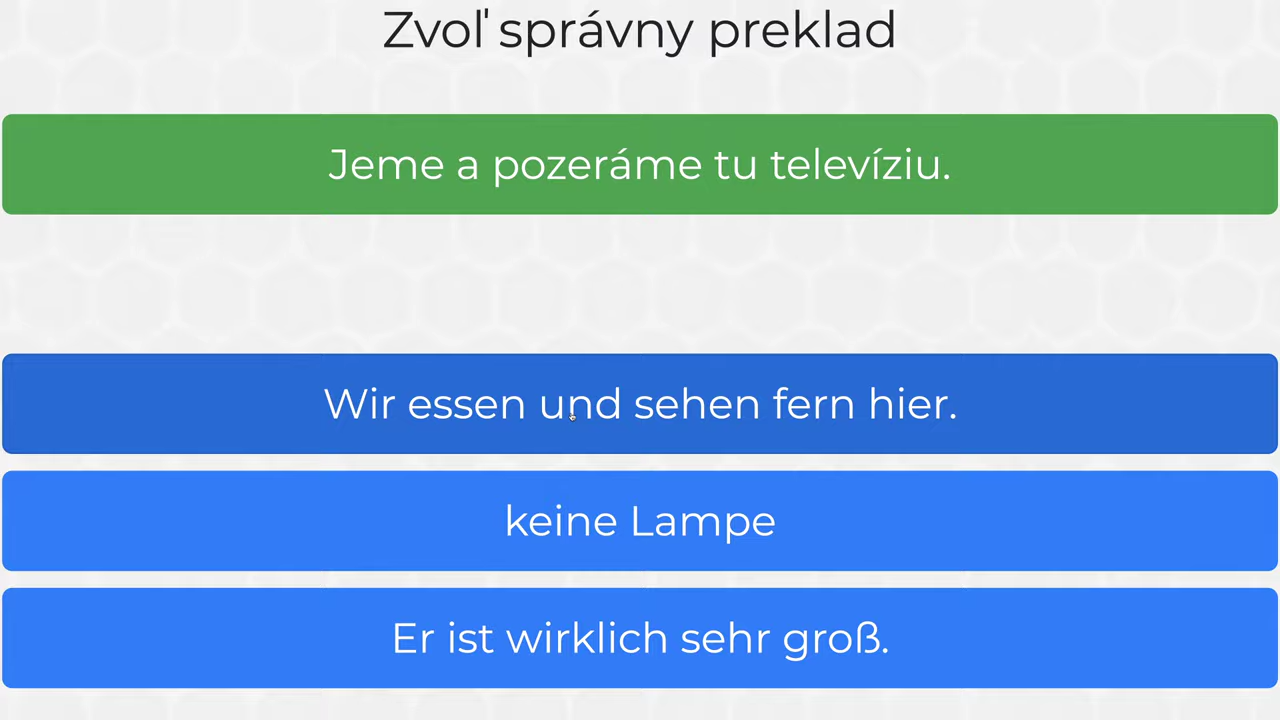 Zvoľ správny preklad
Jeme a pozeráme tu televíziu.
Wir essen und sehen fern hier.
keine Lampe
Er ist wirklich sehr groß.